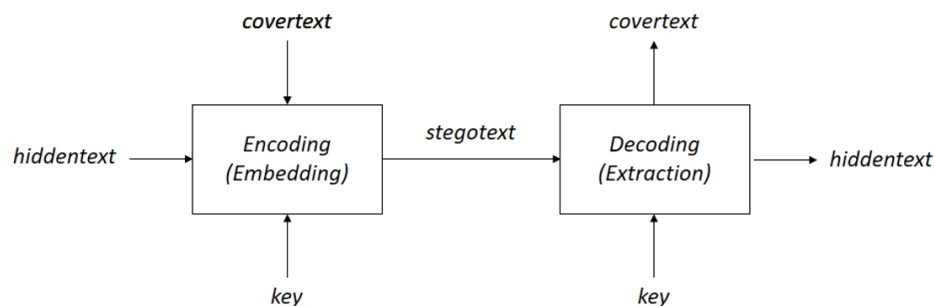 covertext
covertext
hiddentext
Encoding
(Embedding)
stegotext
Decoding
(Extraction)
hiddentext
key
key